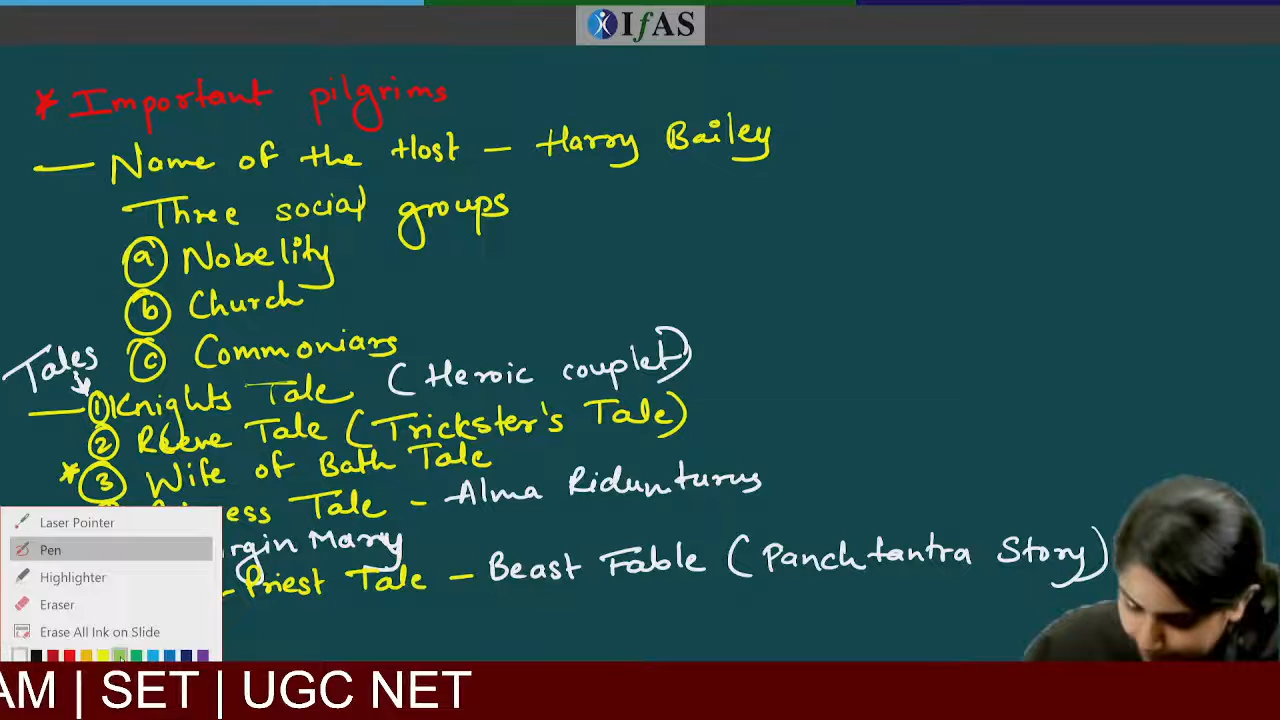 IfAS
* Important pilgrims
— Name of the Host — Harry Bailey
Three social groups
a Nobelity
b Church
c Commonians
Tales
— 1 Knights Tale (Heroic couplet)
2 Reeve Tale (Trickster's Tale)
* 3 Wife of Bath Tale
ess Tale - Alma Ridumturus
rgin Mary
- Priest Tale - Beast Fable (Panchtantra Story)
Laser Pointer
Pen
Highlighter
Eraser
Erase All Ink on Slide
AM | SET | UGC NET